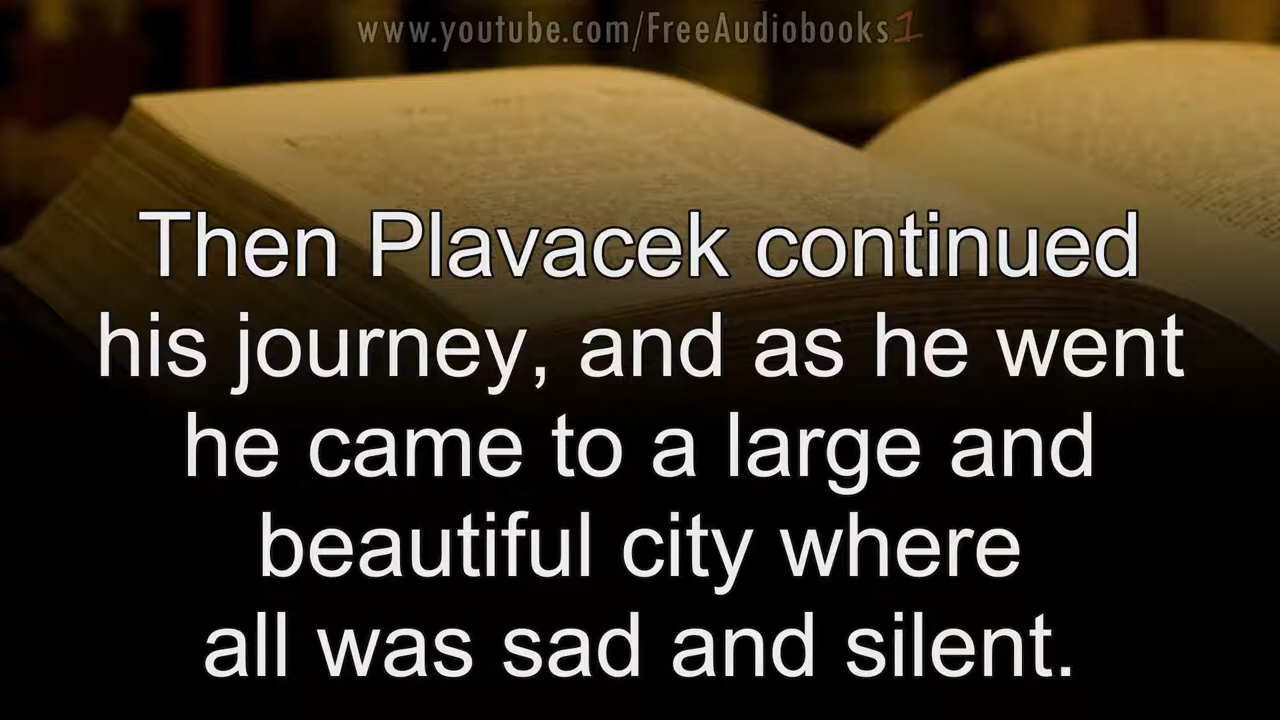 www.youtube.com/FreeAudiobooks1
Then Plavacek continued
his journey, and as he went
he came to a large and
beautiful city where
all was sad and silent.